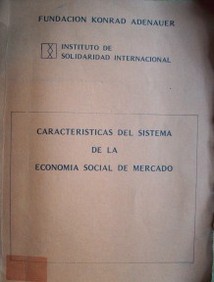 FUNDACION KONRAD ADENAUER
INSTITUTO DE
SOLIDARIDAD INTERNACIONAL
CARACTERISTICAS DEL SISTEMA
DE LA
ECONOMIA SOCIAL DE MERCADO